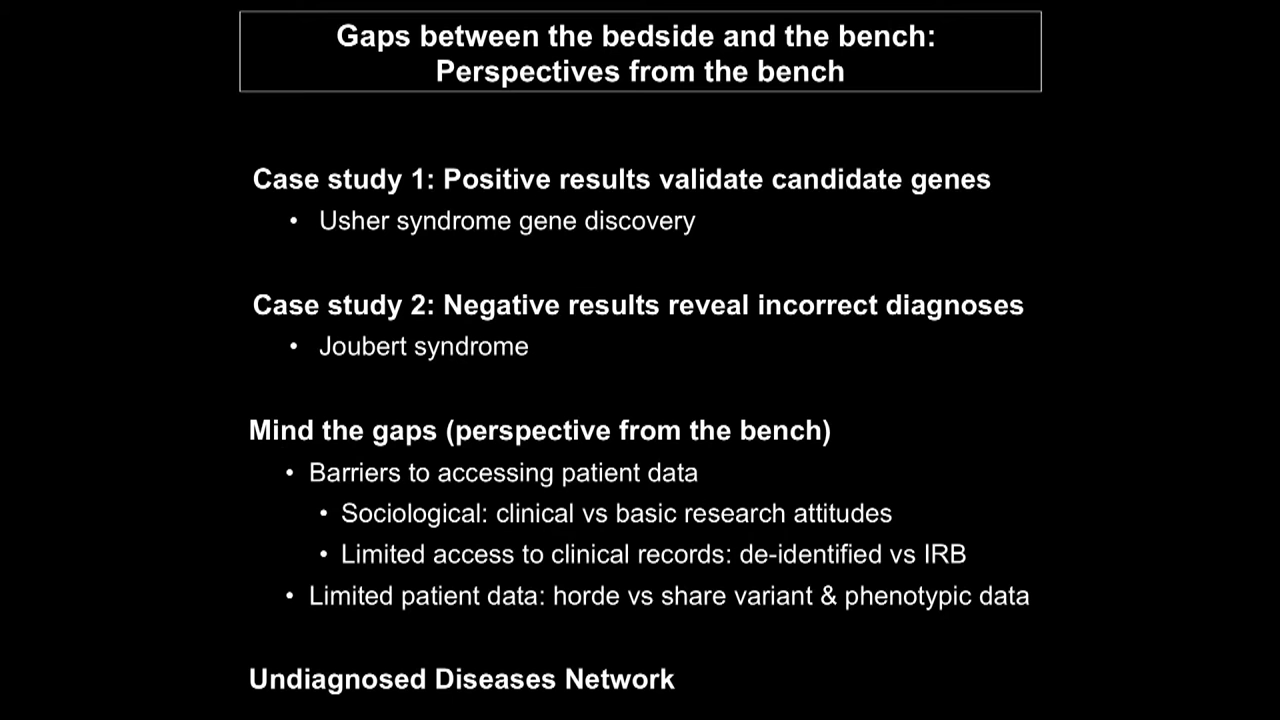 Gaps between the bedside and the bench:
Perspectives from the bench
Case study 1: Positive results validate candidate genes
• Usher syndrome gene discovery
Case study 2: Negative results reveal incorrect diagnoses
• Joubert syndrome
Mind the gaps (perspective from the bench)
• Barriers to accessing patient data
• Sociological: clinical vs basic research attitudes
• Limited access to clinical records: de-identified vs IRB
• Limited patient data: horde vs share variant & phenotypic data
Undiagnosed Diseases Network